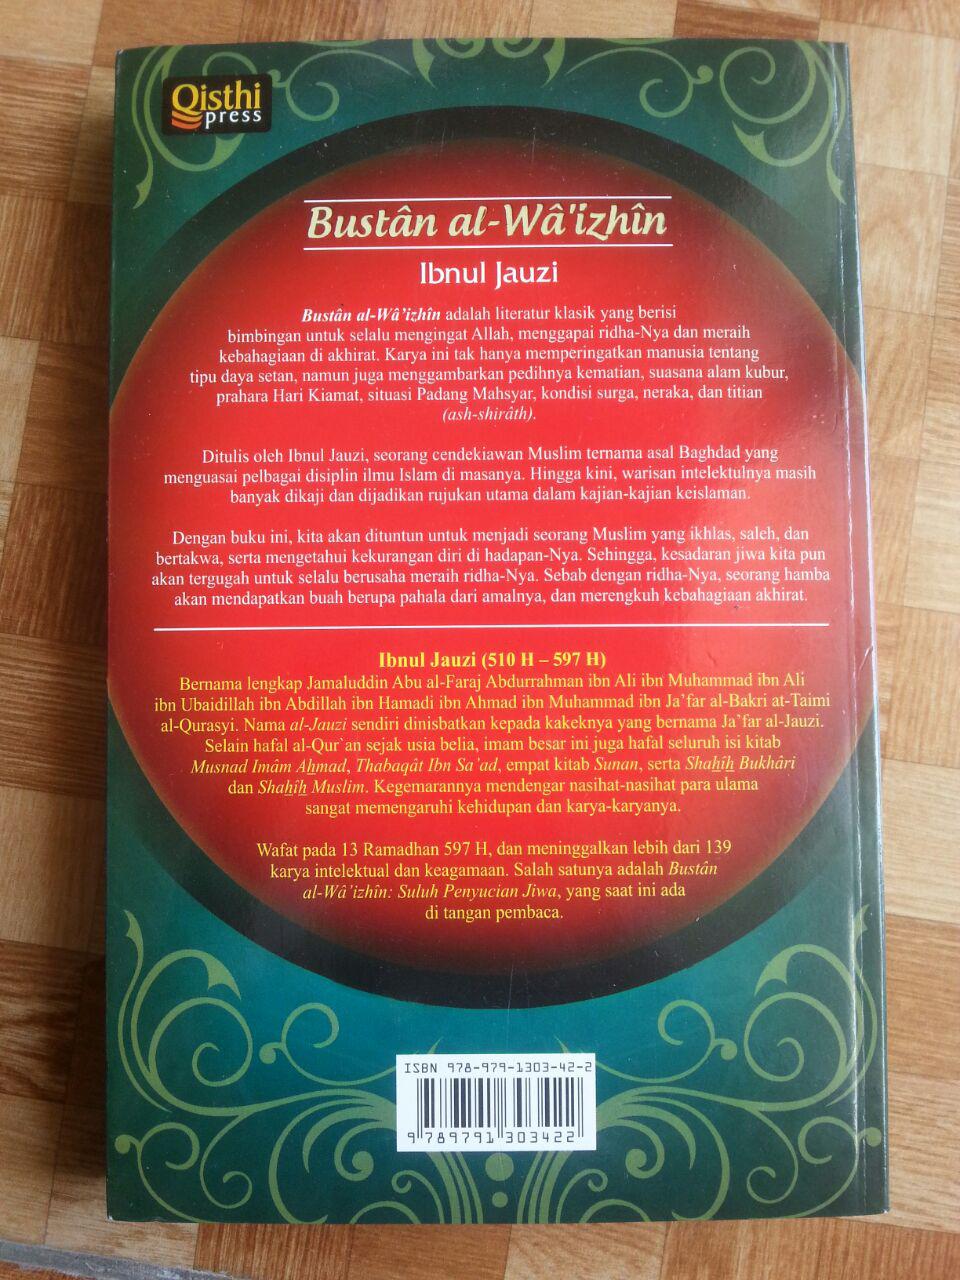 Qisthi
press
Bustân al-Wâ'izhîn
Ibnul Jauzi
Bustân al-Wâ'izhîn adalah literatur klasik yang berisi
bimbingan untuk selalu mengingat Allah, menggapai ridha-Nya dan meraih
kebahagiaan di akhirat. Karya ini tak hanya memperingatkan manusia tentang
tipu daya setan, namun juga menggambarkan pedihnya kematian, suasana alam kubur,
prahara Hari Kiamat, situasi Padang Mahsyar, kondisi surga, neraka, dan titian
(ash-shirâth).
Ditulis oleh Ibnul Jauzi, seorang cendekiawan Muslim ternama asal Baghdad yang
menguasai pelbagai disiplin ilmu Islam di masanya. Hingga kini, warisan intelektulnya masih
banyak dikaji dan dijadikan rujukan utama dalam kajian-kajian keislaman.
Dengan buku ini, kita akan dituntun untuk menjadi seorang Muslim yang ikhlas, saleh, dan
bertakwa, serta mengetahui kekurangan diri di hadapan-Nya. Sehingga, kesadaran jiwa kita pun
akan tergugah untuk selalu berusaha meraih ridha-Nya. Sebab dengan ridha-Nya, seorang hamba
akan mendapatkan buah berupa pahala dari amalnya, dan merengkuh kebahagiaan akhirat.
Ibnul Jauzi (510 H – 597 H)
Bernama lengkap Jamaluddin Abu al-Faraj Abdurrahman ibn Ali ibn Muhammad ibn Ali
ibn Ubaidillah ibn Abdillah ibn Hamadi ibn Ahmad ibn Muhammad ibn Ja'far al-Bakri at-Taimi
al-Qurasyi. Nama al-Jauzi sendiri dinisbatkan kepada kakeknya yang bernama Ja'far al-Jauzi.
Selain hafal al-Qur`an sejak usia belia, imam besar ini juga hafal seluruh isi kitab
Musnad Imâm Aẖmad, Thabaqât Ibn Sa'ad, empat kitab Sunan, serta Shaẖîẖ Bukhâri
dan Shaẖîẖ Muslim. Kegemarannya mendengar nasihat-nasihat para ulama
sangat memengaruhi kehidupan dan karya-karyanya.
Wafat pada 13 Ramadhan 597 H, dan meninggalkan lebih dari 139
karya intelektual dan keagamaan. Salah satunya adalah Bustân
al-Wâ'izhîn: Suluh Penyucian Jiwa, yang saat ini ada
di tangan pembaca.
ISBN 978-979-1303-42-2
9 789791 303422